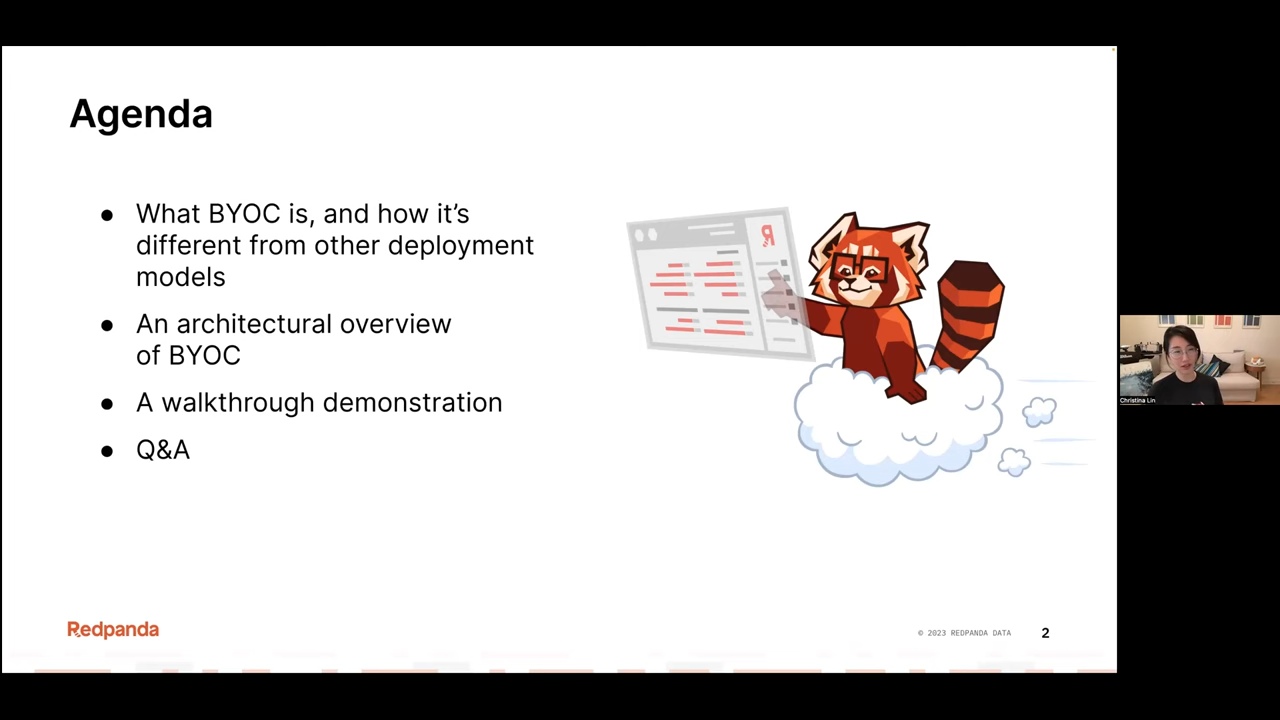 Agenda
● What BYOC is, and how it’s
different from other deployment
models
● An architectural overview
of BYOC
● A walkthrough demonstration
● Q&A
Redpanda
© 2023 REDPANDA DATA
2
Christina Lin